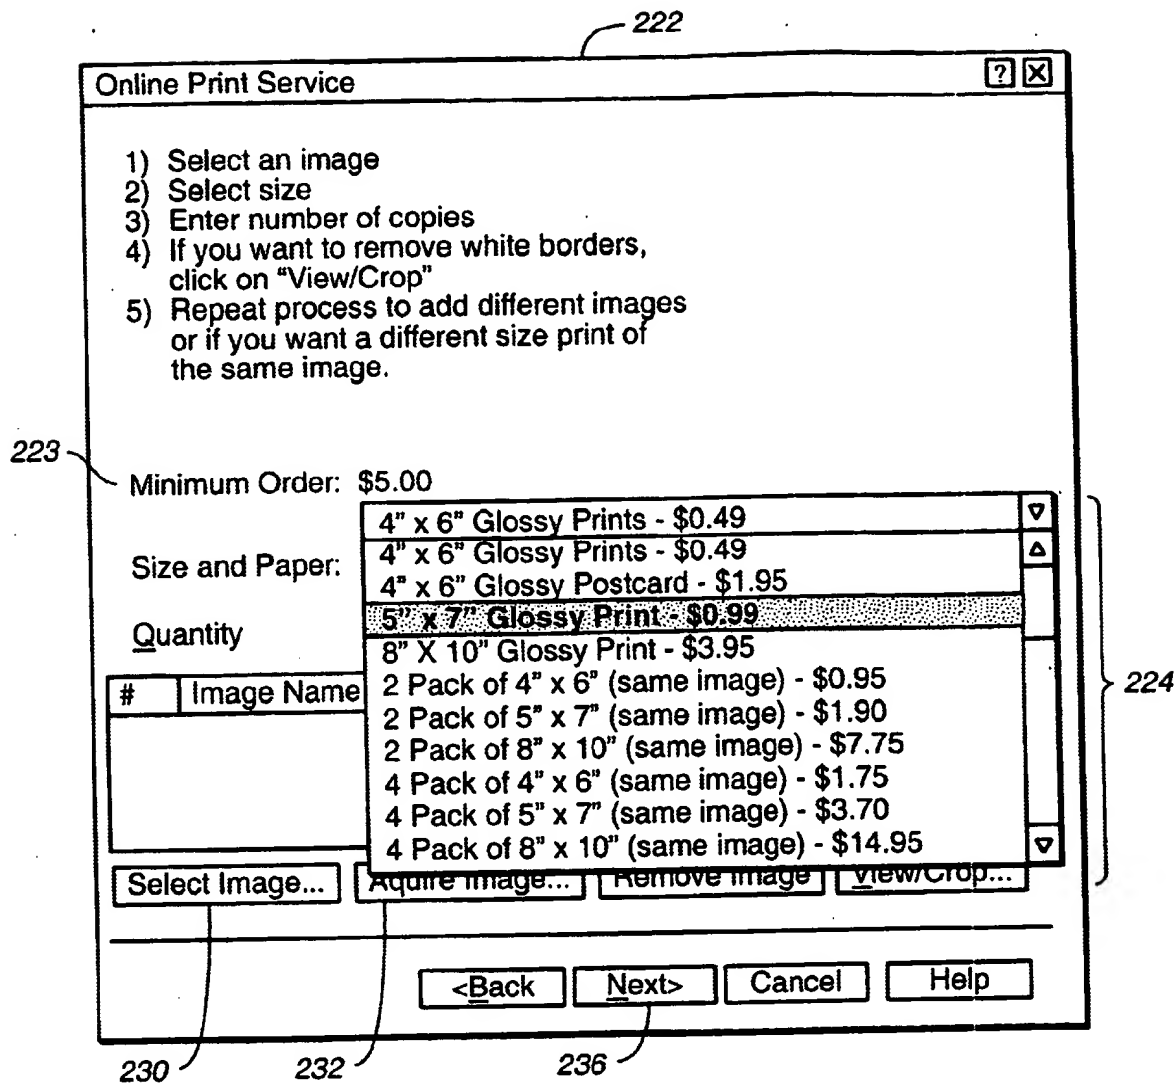 222
Online Print Service ? X
1) Select an image
2) Select size
3) Enter number of copies
4) If you want to remove white borders,
click on “View/Crop”
5) Repeat process to add different images
or if you want a different size print of
the same image.
223
Minimum Order: $5.00
4" x 6" Glossy Prints - $0.49
Size and Paper:
4" x 6" Glossy Prints - $0.49
4" x 6" Glossy Postcard - $1.95
5" x 7" Glossy Print - $0.99
Quantity
8" X 10" Glossy Print - $3.95
# Image Name
2 Pack of 4" x 6" (same image) - $0.95
224
2 Pack of 5" x 7" (same image) - $1.90
2 Pack of 8" x 10" (same image) - $7.75
4 Pack of 4" x 6" (same image) - $1.75
4 Pack of 5" x 7" (same image) - $3.70
4 Pack of 8" x 10" (same image) - $14.95
Select Image... Aquire Image... Remove Image View/Crop...
<Back Next> Cancel Help
230 232 236